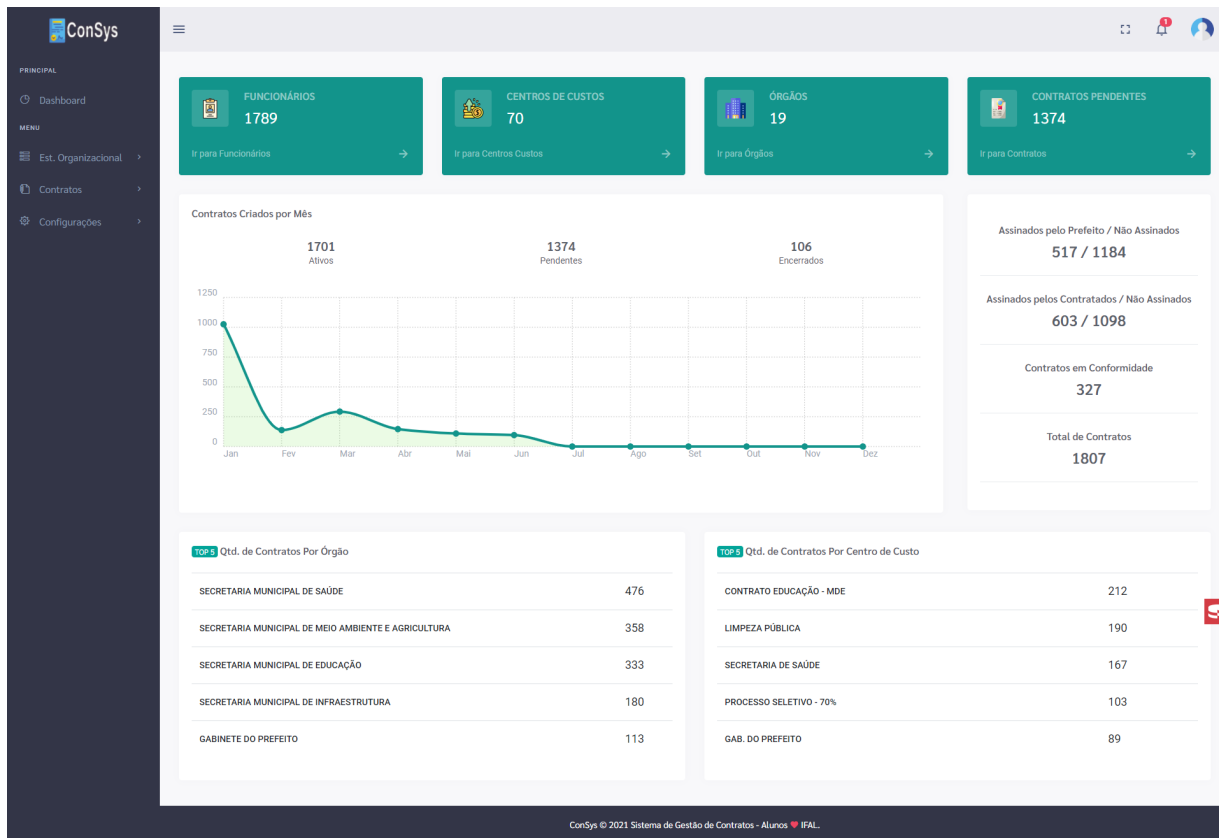 ConSys
1
PRINCIPAL
Dashboard
MENU
Est. Organizacional
Contratos
Configurações
FUNCIONÁRIOS
1789
Ir para Funcionários
CENTROS DE CUSTOS
70
Ir para Centros Custos
ÓRGÃOS
19
Ir para Órgãos
CONTRATOS PENDENTES
1374
Ir para Contratos
Contratos Criados por Mês
1701
Ativos
1374
Pendentes
106
Encerrados
1250
1000
750
500
250
0
Jan Fev Mar Abr Mai Jun Jul Ago Set Out Nov Dez
Assinados pelo Prefeito / Não Assinados
517 / 1184
Assinados pelos Contratados / Não Assinados
603 / 1098
Contratos em Conformidade
327
Total de Contratos
1807
TOP 5 Qtd. de Contratos Por Órgão
SECRETARIA MUNICIPAL DE SAÚDE 476
SECRETARIA MUNICIPAL DE MEIO AMBIENTE E AGRICULTURA 358
SECRETARIA MUNICIPAL DE EDUCAÇÃO 333
SECRETARIA MUNICIPAL DE INFRAESTRUTURA 180
GABINETE DO PREFEITO 113
TOP 5 Qtd. de Contratos Por Centro de Custo
CONTRATO EDUCAÇÃO - MDE 212
LIMPEZA PÚBLICA 190
SECRETARIA DE SAÚDE 167
PROCESSO SELETIVO - 70% 103
GAB. DO PREFEITO 89
ConSys © 2021 Sistema de Gestão de Contratos - Alunos ❤ IFAL.